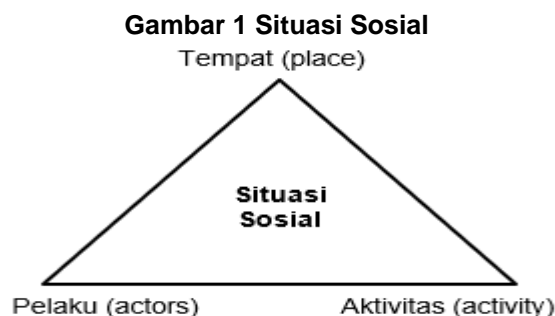 Gambar 1 Situasi Sosial
Tempat (place)
Situasi
Sosial
Pelaku (actors)
Aktivitas (activity)